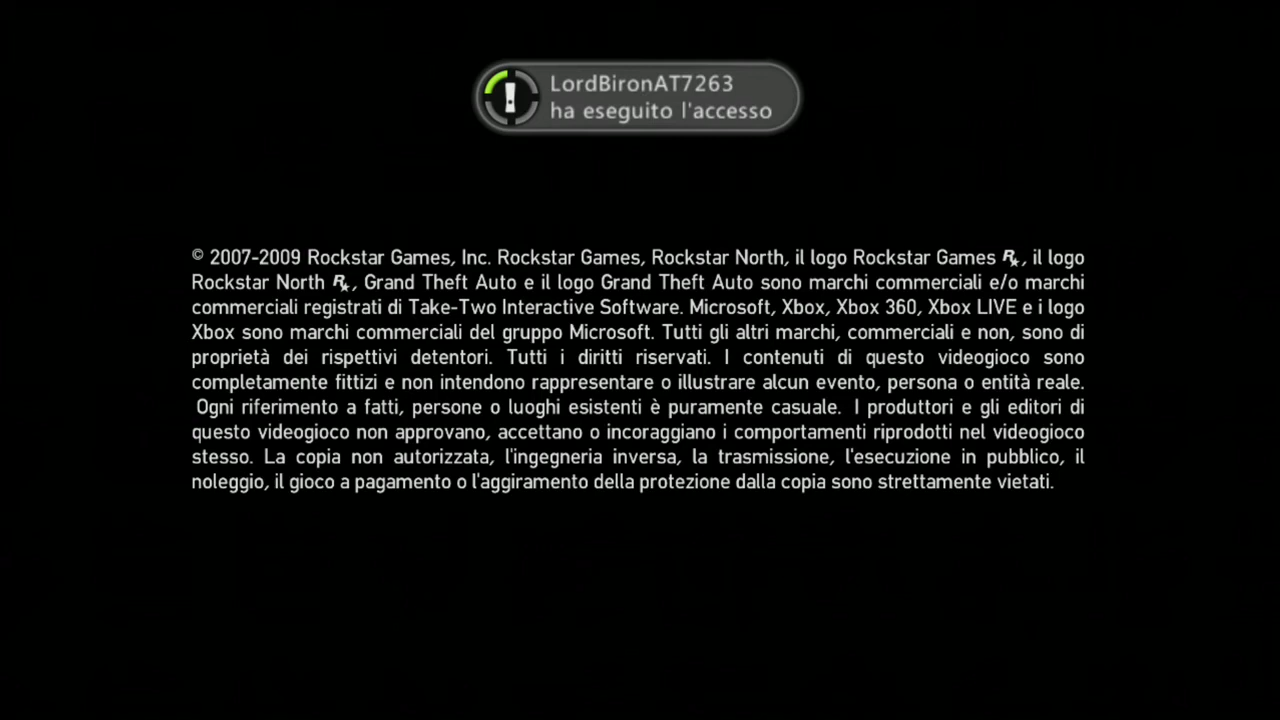 LordBironAT7263
ha eseguito l'accesso
© 2007-2009 Rockstar Games, Inc. Rockstar Games, Rockstar North, il logo Rockstar Games R★, il logo
Rockstar North R★, Grand Theft Auto e il logo Grand Theft Auto sono marchi commerciali e/o marchi
commerciali registrati di Take-Two Interactive Software. Microsoft, Xbox, Xbox 360, Xbox LIVE e i logo
Xbox sono marchi commerciali del gruppo Microsoft. Tutti gli altri marchi, commerciali e non, sono di
proprietà dei rispettivi detentori. Tutti i diritti riservati. I contenuti di questo videogioco sono
completamente fittizi e non intendono rappresentare o illustrare alcun evento, persona o entità reale.
Ogni riferimento a fatti, persone o luoghi esistenti è puramente casuale. I produttori e gli editori di
questo videogioco non approvano, accettano o incoraggiano i comportamenti riprodotti nel videogioco
stesso. La copia non autorizzata, l'ingegneria inversa, la trasmissione, l'esecuzione in pubblico, il
noleggio, il gioco a pagamento o l'aggiramento della protezione dalla copia sono strettamente vietati.